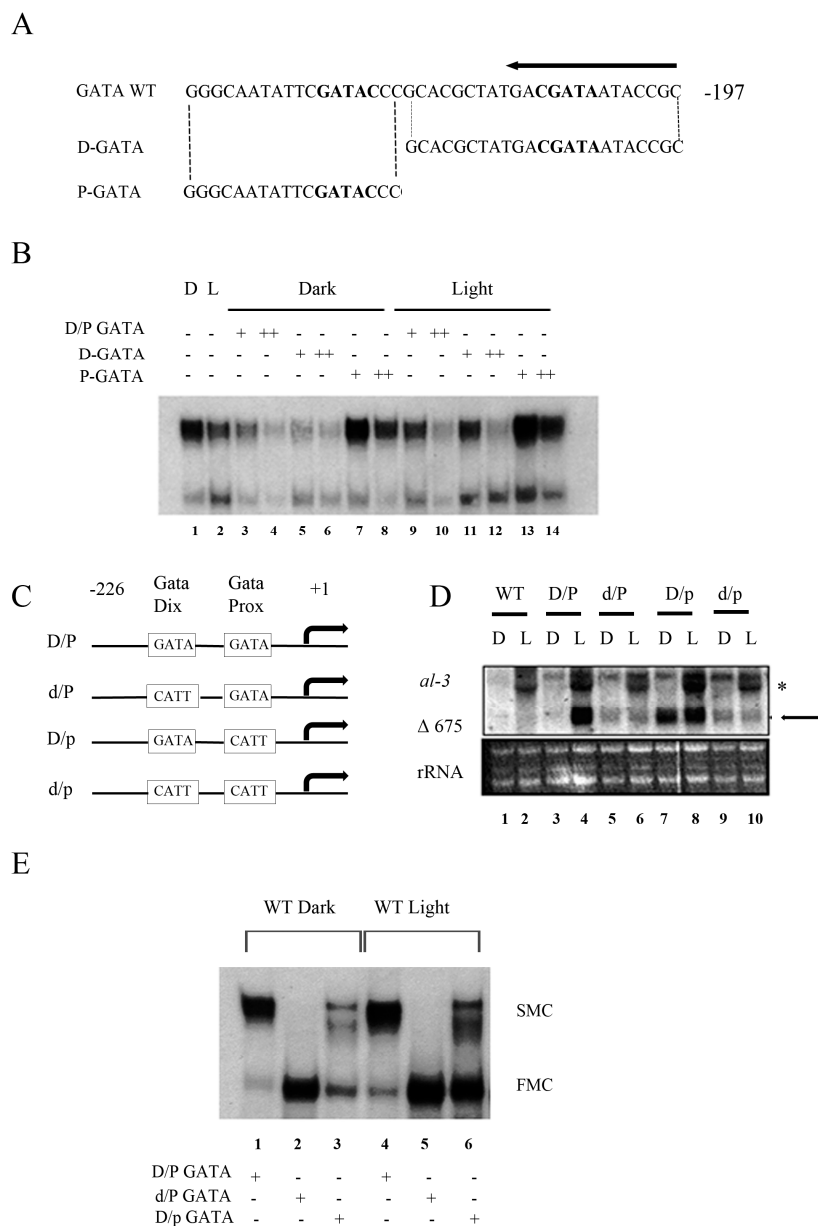 A
GATA WT GGGCAATATTCGATACCCGCACGCTATGACGATAATACCGC -197
D-GATA GCACGCTATGACGATAATACCGC
P-GATA GGGCAATATTCGATACCC
B
D L Dark Light
D/P GATA - - + ++ - - - - + ++ - - - -
D-GATA - - - - + ++ - - - - + ++ - -
P-GATA - - - - - - + ++ - - - - + ++
1 2 3 4 5 6 7 8 9 10 11 12 13 14
C
-226 Gata Dix Gata Prox +1
D/P GATA GATA
d/P CATT GATA
D/p GATA CATT
d/p CATT CATT
D
WT D/P d/P D/p d/p
D L D L D L D L D L
al-3 *
Δ 675
rRNA
1 2 3 4 5 6 7 8 9 10
E
WT Dark WT Light
SMC
FMC
1 2 3 4 5 6
D/P GATA + - - + - -
d/P GATA - + - - + -
D/p GATA - - + - - +